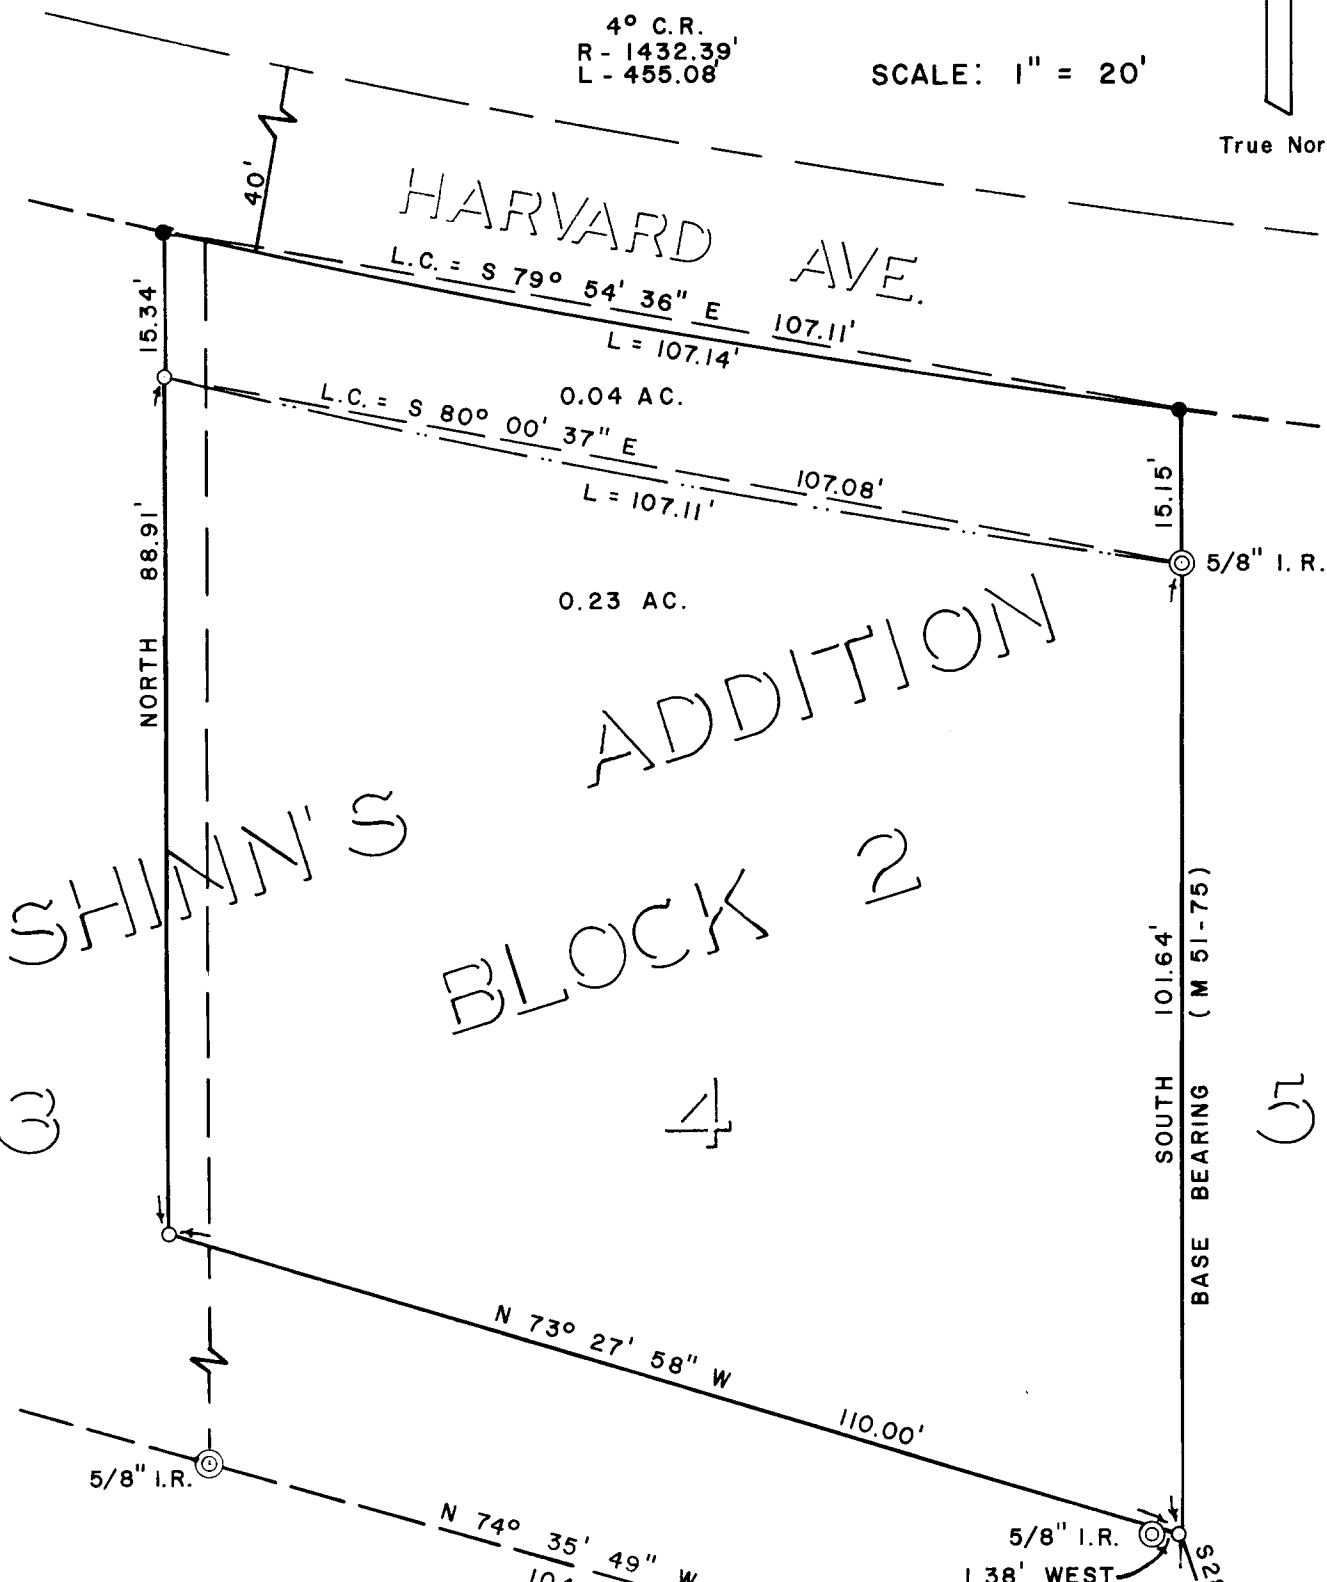 4° C.R.
R - 1432.39'
L - 455.08'
SCALE: 1" = 20'
True Nor
40'
HARVARD AVE.
L.C. = S 79° 54' 36" E 107.11'
L = 107.14'
15.34'
0.04 AC.
L.C. = S 80° 00' 37" E 107.08'
L = 107.11'
15.15'
5/8" I.R.
NORTH 88.91'
0.23 AC.
SHINN'S ADDITION
BLOCK 2
3
4
5
SOUTH 101.64'
BASE BEARING (M 51-75)
N 73° 27' 58" W 110.00'
5/8" I.R.
N 74° 35' 49" W
5/8" I.R.
1.38' WEST